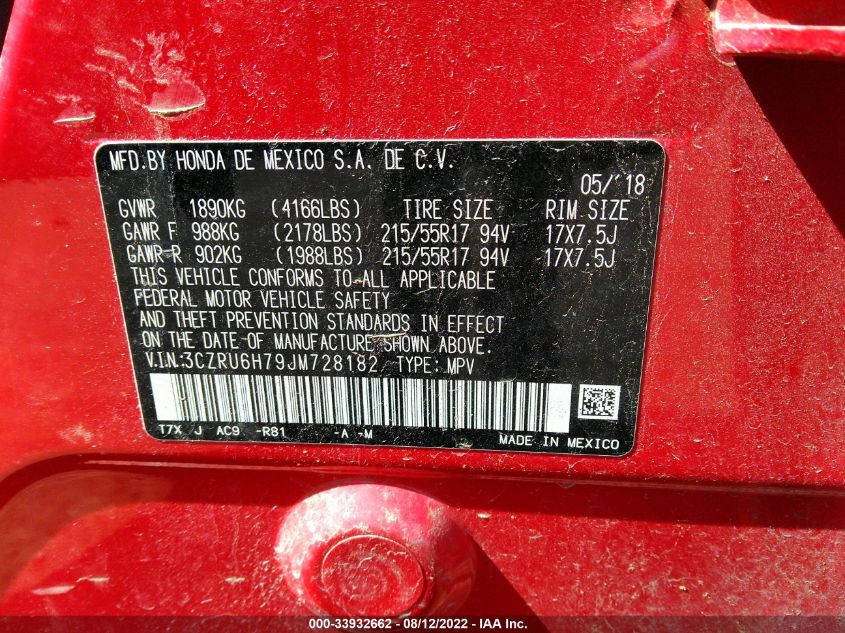 MFD.BY HONDA DE MEXICO S.A. DE C.V.
05/'18
GVWR 1890KG (4166LBS) TIRE SIZE RIM SIZE
GAWR F 988KG (2178LBS) 215/55R17 94V 17X7.5J
GAWR R 902KG (1988LBS) 215/55R17 94V 17X7.5J
THIS VEHICLE CONFORMS TO ALL APPLICABLE
FEDERAL MOTOR VEHICLE SAFETY
AND THEFT PREVENTION STANDARDS IN EFFECT
ON THE DATE OF MANUFACTURE SHOWN ABOVE.
V.I.N:3CZRU6H79JM728182 TYPE: MPV
T7X J AC9 -R81 -A -M
MADE IN MEXICO
000-33932662 - 08/12/2022 - IAA Inc.